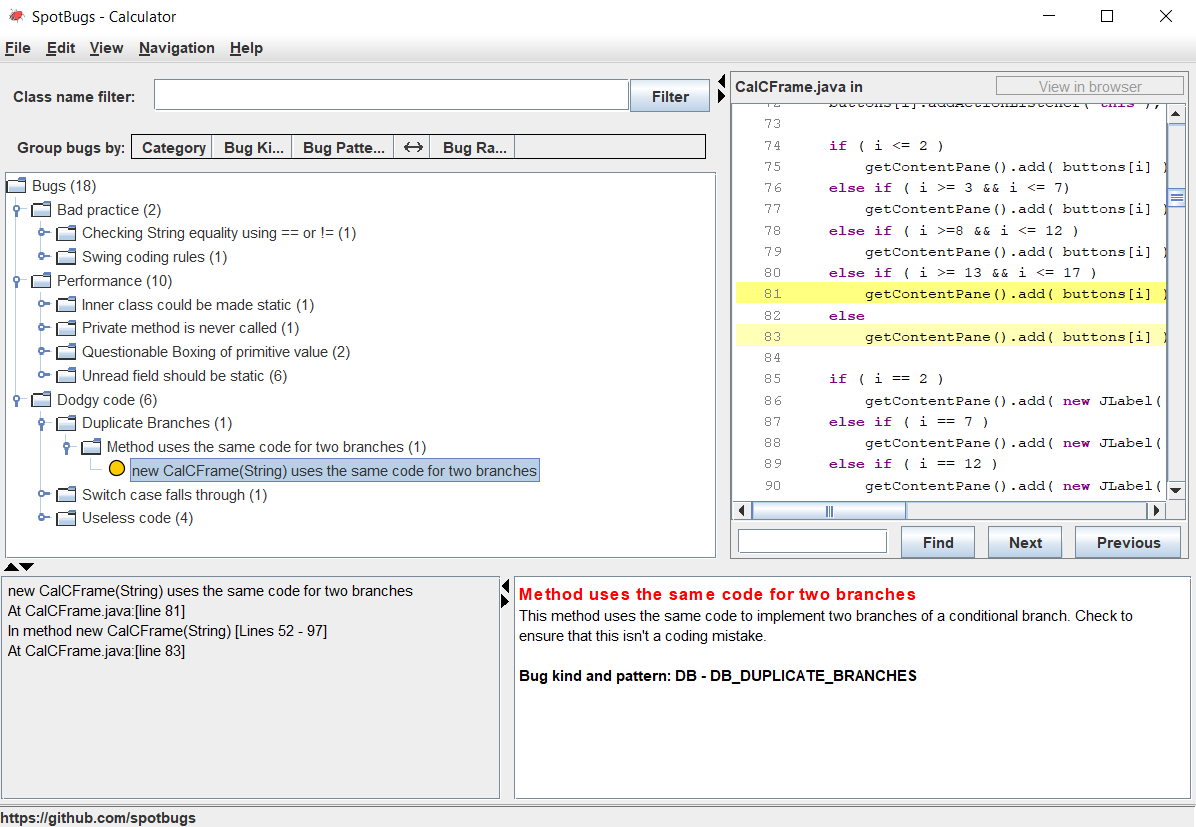 SpotBugs - Calculator
File Edit View Navigation Help
Class name filter: Filter
Group bugs by: Category Bug Ki... Bug Patte... Bug Ra...
Bugs (18)
Bad practice (2)
Checking String equality using == or != (1)
Swing coding rules (1)
Performance (10)
Inner class could be made static (1)
Private method is never called (1)
Questionable Boxing of primitive value (2)
Unread field should be static (6)
Dodgy code (6)
Duplicate Branches (1)
Method uses the same code for two branches (1)
new CalCFrame(String) uses the same code for two branches
Switch case falls through (1)
Useless code (4)
CalCFrame.java in View in browser
72 buttons[i].addActionListener( this );
73
74 if ( i <= 2 )
75 getContentPane().add( buttons[i] )
76 else if ( i >= 3 && i <= 7)
77 getContentPane().add( buttons[i] )
78 else if ( i >=8 && i <= 12 )
79 getContentPane().add( buttons[i] )
80 else if ( i >= 13 && i <= 17 )
81 getContentPane().add( buttons[i] )
82 else
83 getContentPane().add( buttons[i] )
84
85 if ( i == 2 )
86 getContentPane().add( new JLabel(
87 else if ( i == 7 )
88 getContentPane().add( new JLabel(
89 else if ( i == 12 )
90 getContentPane().add( new JLabel(
Find Next Previous
new CalCFrame(String) uses the same code for two branches
At CalCFrame.java:[line 81]
In method new CalCFrame(String) [Lines 52 - 97]
At CalCFrame.java:[line 83]
Method uses the same code for two branches
This method uses the same code to implement two branches of a conditional branch. Check to
ensure that this isn't a coding mistake.
Bug kind and pattern: DB - DB_DUPLICATE_BRANCHES
https://github.com/spotbugs